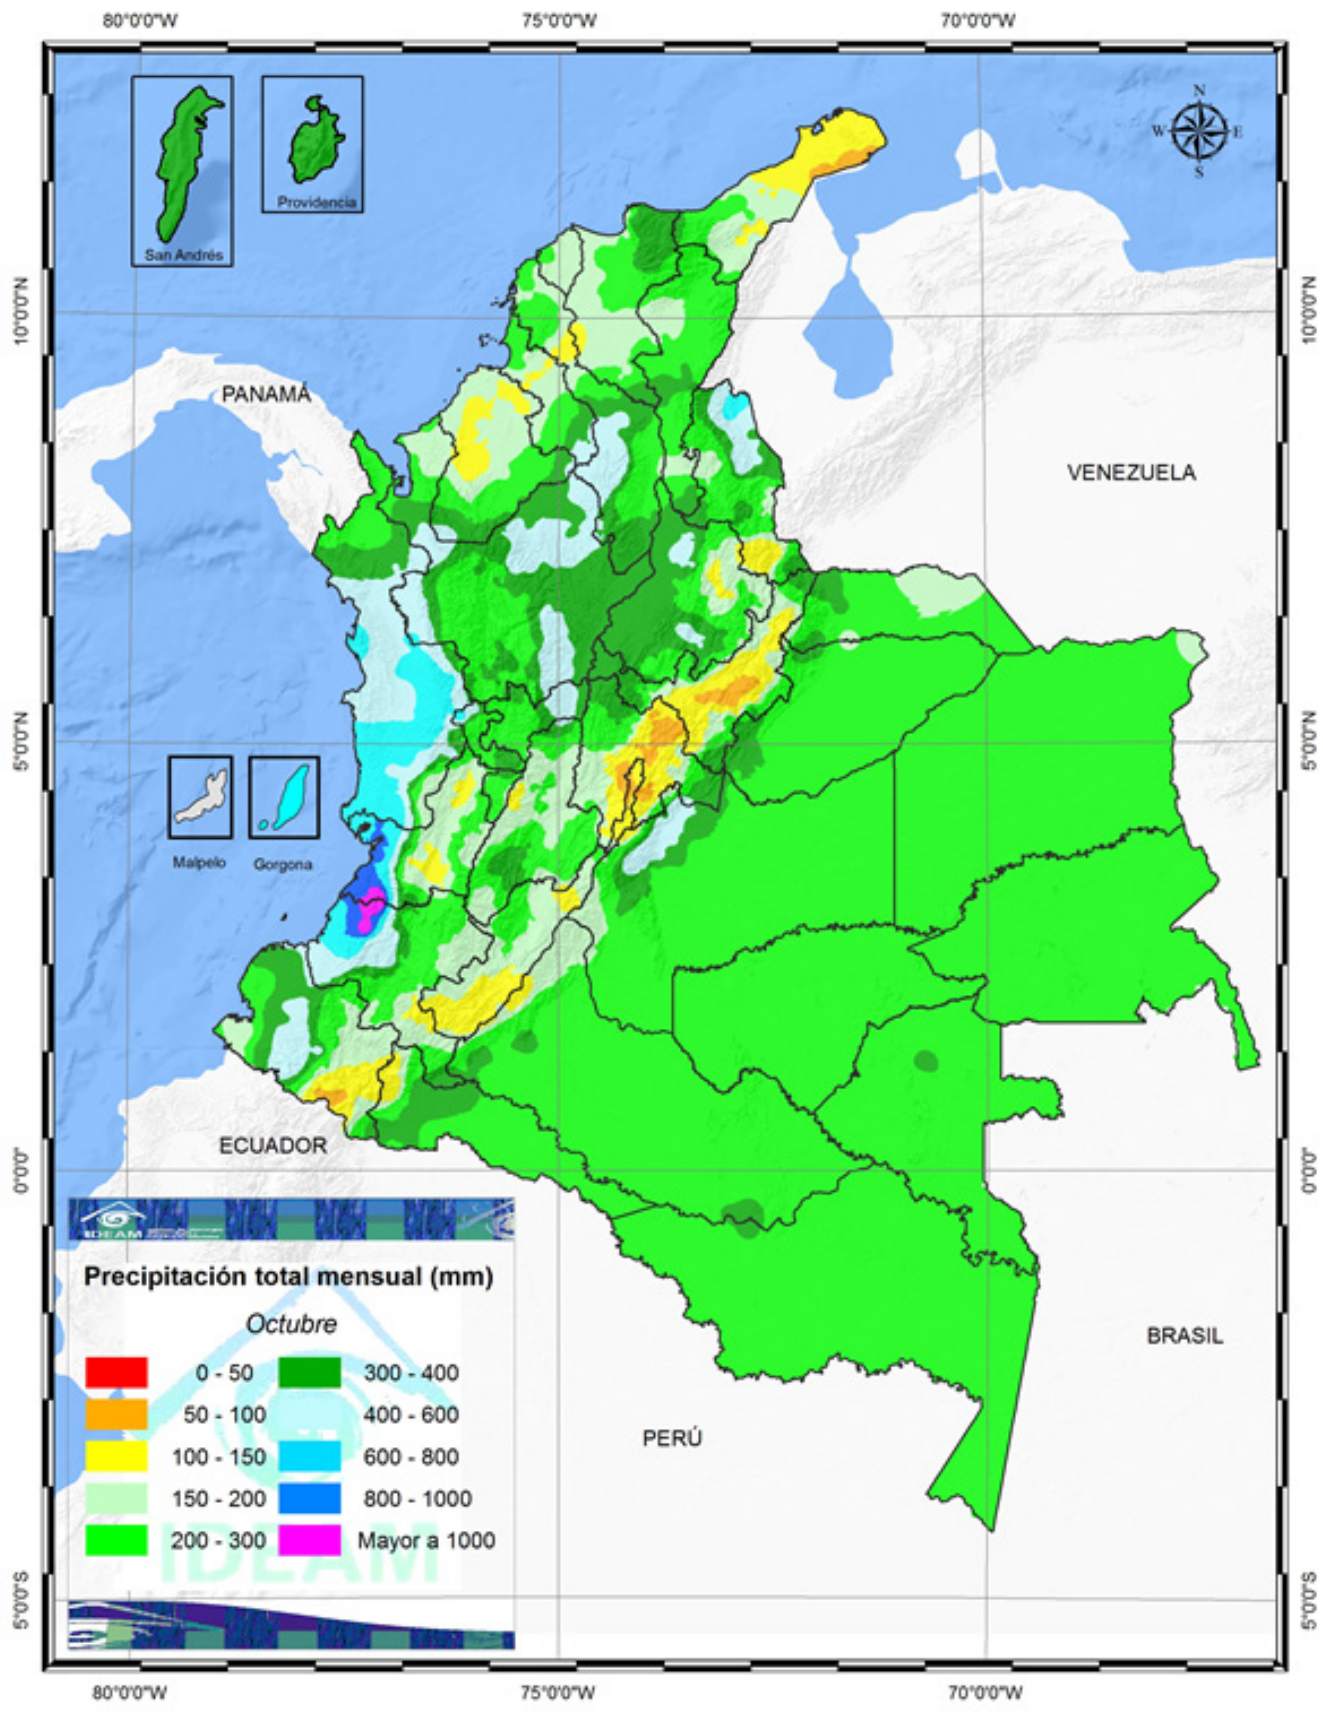 80°0'0"W 75°0'0"W 70°0'0"W
N
W E
S
San Andrés
Providencia
10°0'0"N 10°0'0"N
PANAMÁ
VENEZUELA
5°0'0"N 5°0'0"N
Malpelo Gorgona
ECUADOR
0°0'0" 0°0'0"
IDEAM
Precipitación total mensual (mm)
Octubre
0 - 50 300 - 400
50 - 100 400 - 600
100 - 150 600 - 800
150 - 200 800 - 1000
200 - 300 Mayor a 1000
IDEAM
BRASIL
PERÚ
5°0'0"S 5°0'0"S
80°0'0"W 75°0'0"W 70°0'0"W